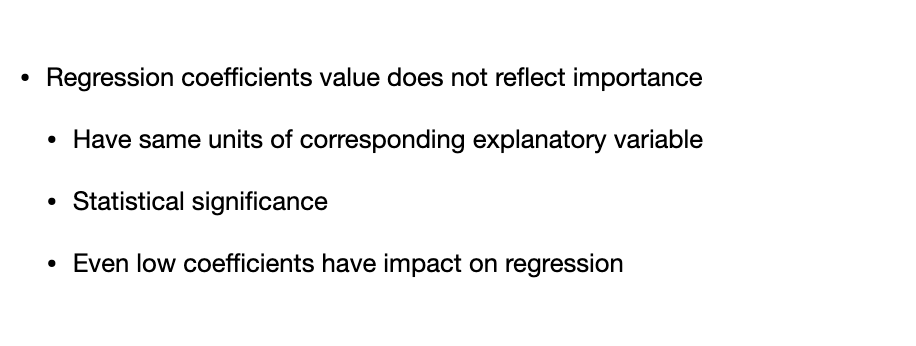 • Regression coefficients value does not reflect importance
• Have same units of corresponding explanatory variable
• Statistical significance
• Even low coefficients have impact on regression